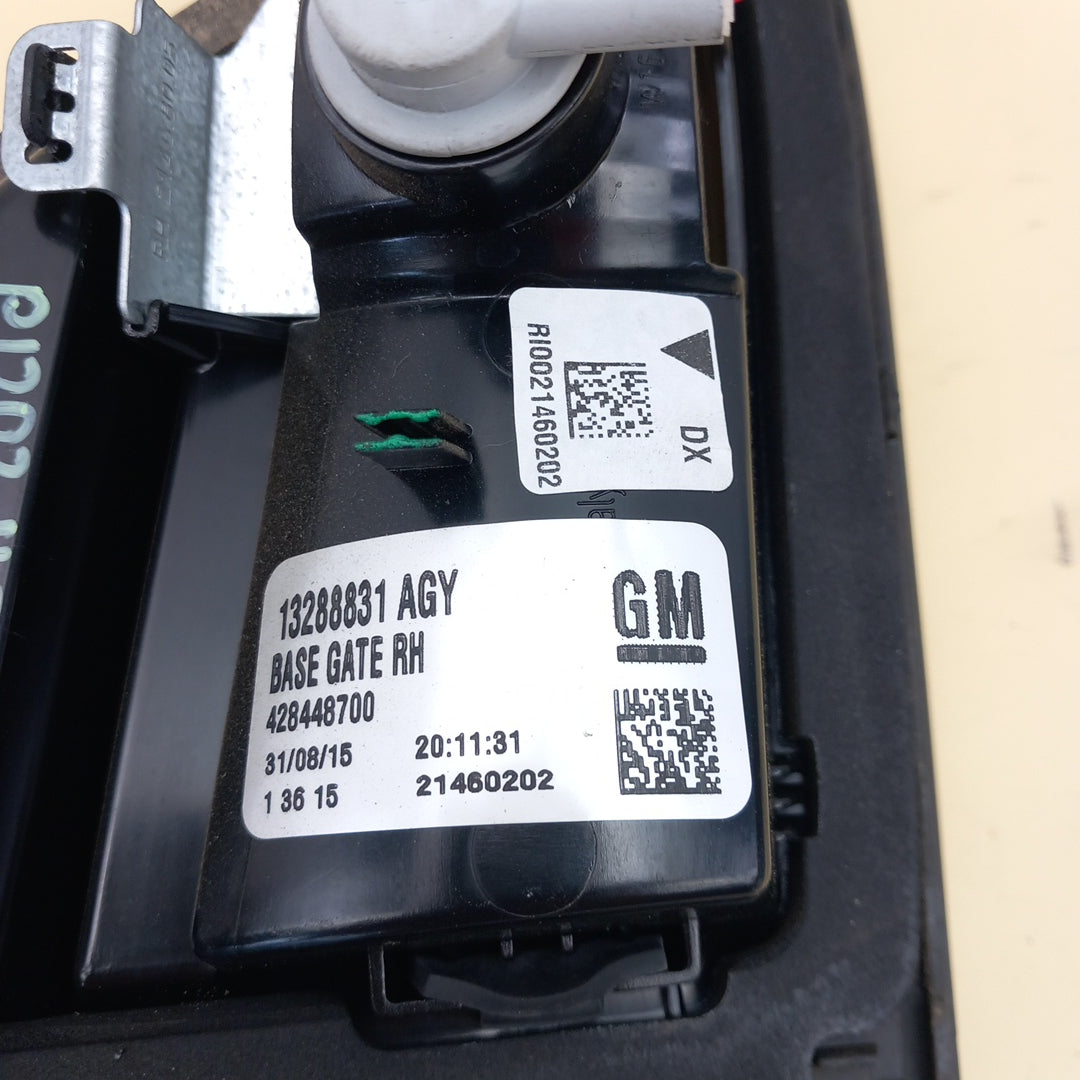 RI0021460202
DX
13288831 AGY
GM
BASE GATE RH
428448700
31/08/15 20:11:31
1 36 15 21460202